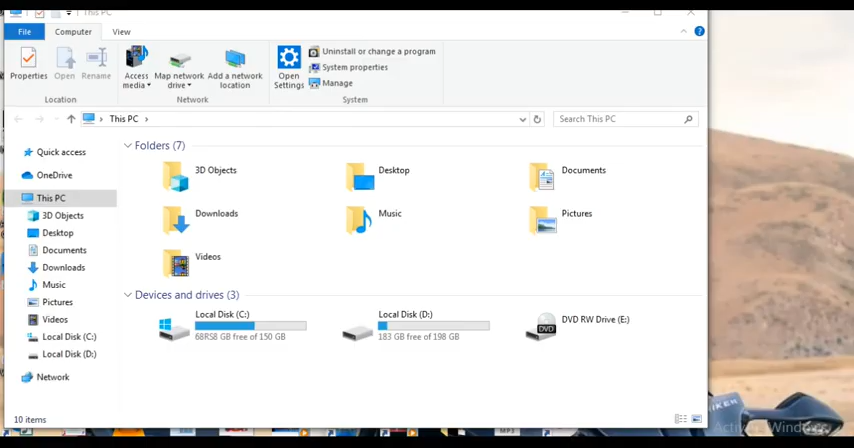 This PC
File
Computer
View
Properties
Open
Rename
Access media
Map network drive
Add a network location
Open Settings
Uninstall or change a program
System properties
Manage
Location
Network
System
This PC
Search This PC
Quick access
OneDrive
This PC
3D Objects
Desktop
Documents
Downloads
Music
Pictures
Videos
Local Disk (C:)
Local Disk (D:)
Network
Folders (7)
3D Objects
Desktop
Documents
Downloads
Music
Pictures
Videos
Devices and drives (3)
Local Disk (C:)
68RS8 GB free of 150 GB
Local Disk (D:)
183 GB free of 198 GB
DVD
DVD RW Drive (E:)
10 items
Activate Windows